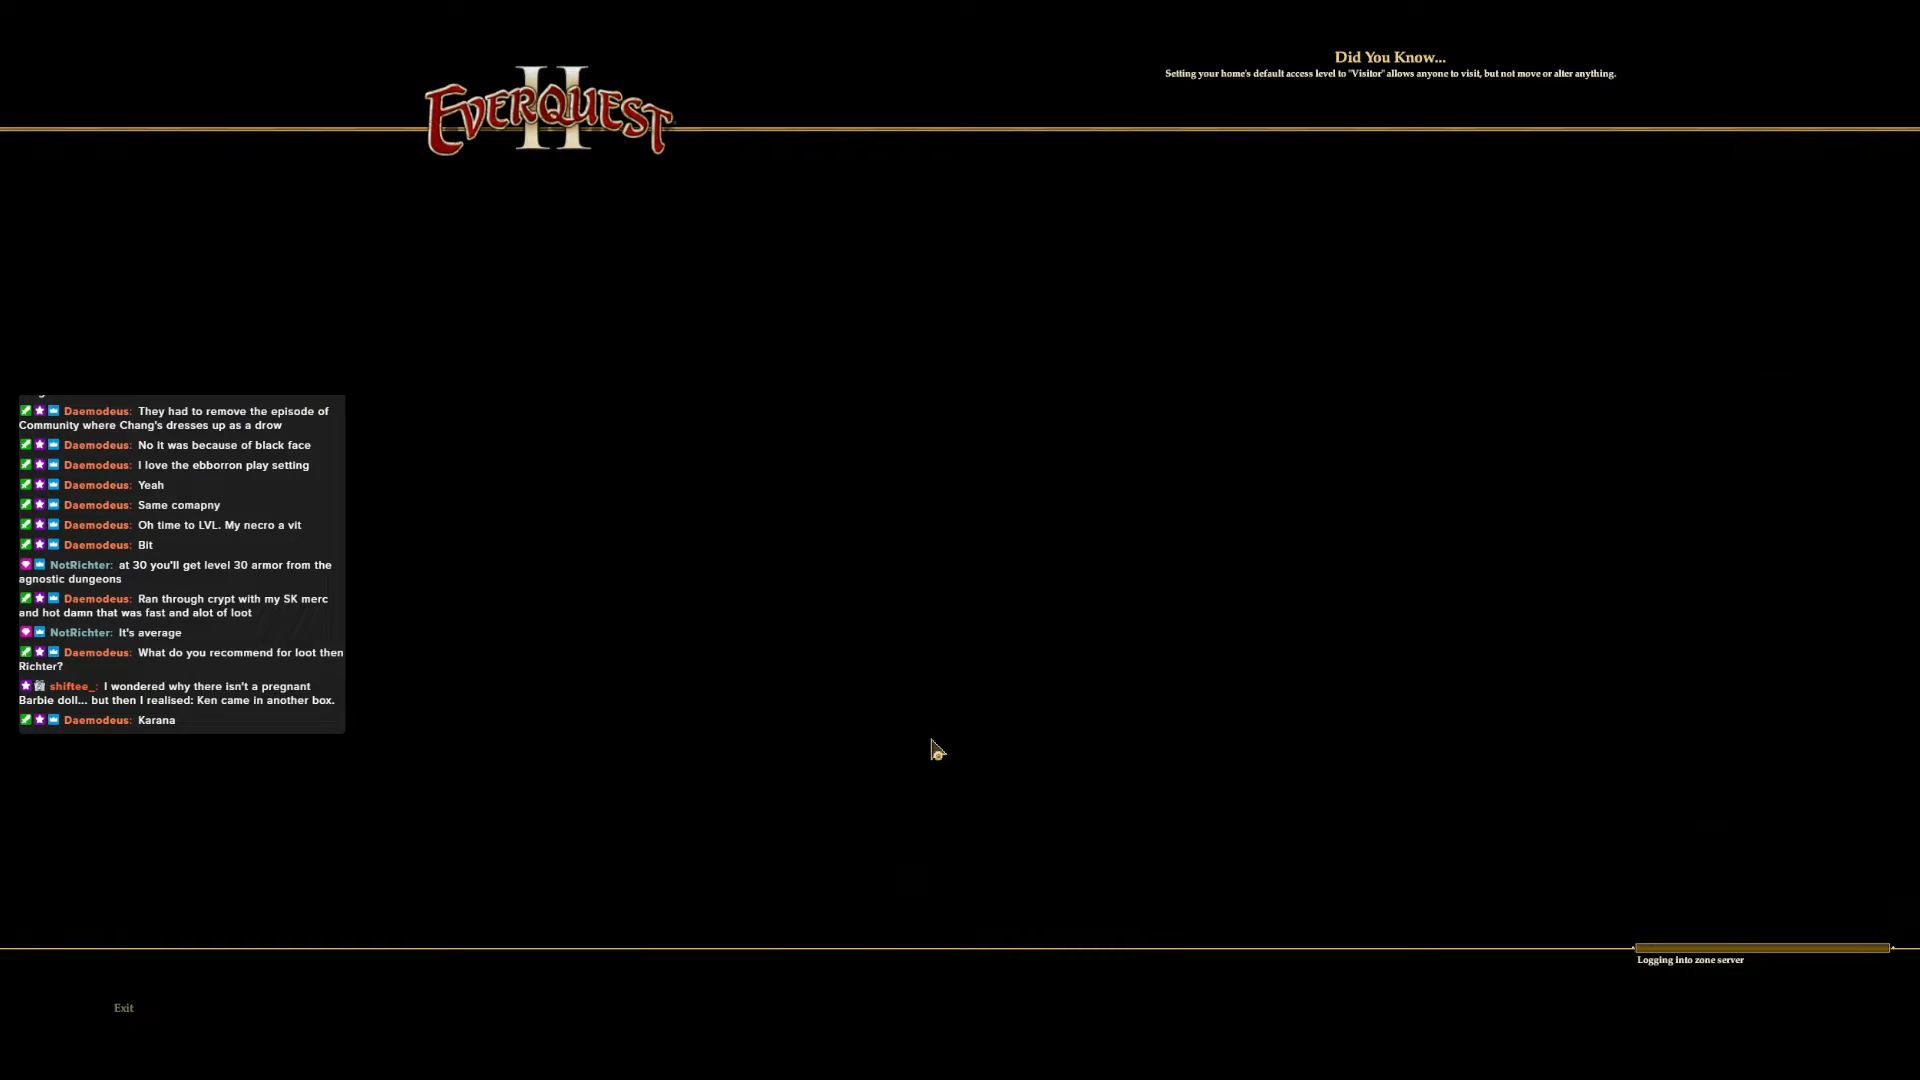 Did You Know...
Setting your home's default access level to "Visitor" allows anyone to visit, but not move or alter anything.
EVERQUEST
II
Daemodeus: They had to remove the episode of
Community where Chang's dresses up as a drow
Daemodeus: No it was because of black face
Daemodeus: I love the ebborron play setting
Daemodeus: Yeah
Daemodeus: Same comapny
Daemodeus: Oh time to LVL. My necro a vit
Daemodeus: Bit
NotRichter: at 30 you'll get level 30 armor from the
agnostic dungeons
Daemodeus: Ran through crypt with my SK merc
and hot damn that was fast and alot of loot
NotRichter: It's average
Daemodeus: What do you recommend for loot then
Richter?
shiftee_: I wondered why there isn't a pregnant
Barbie doll... but then I realised: Ken came in another box.
Daemodeus: Karana
Logging into zone server
Exit